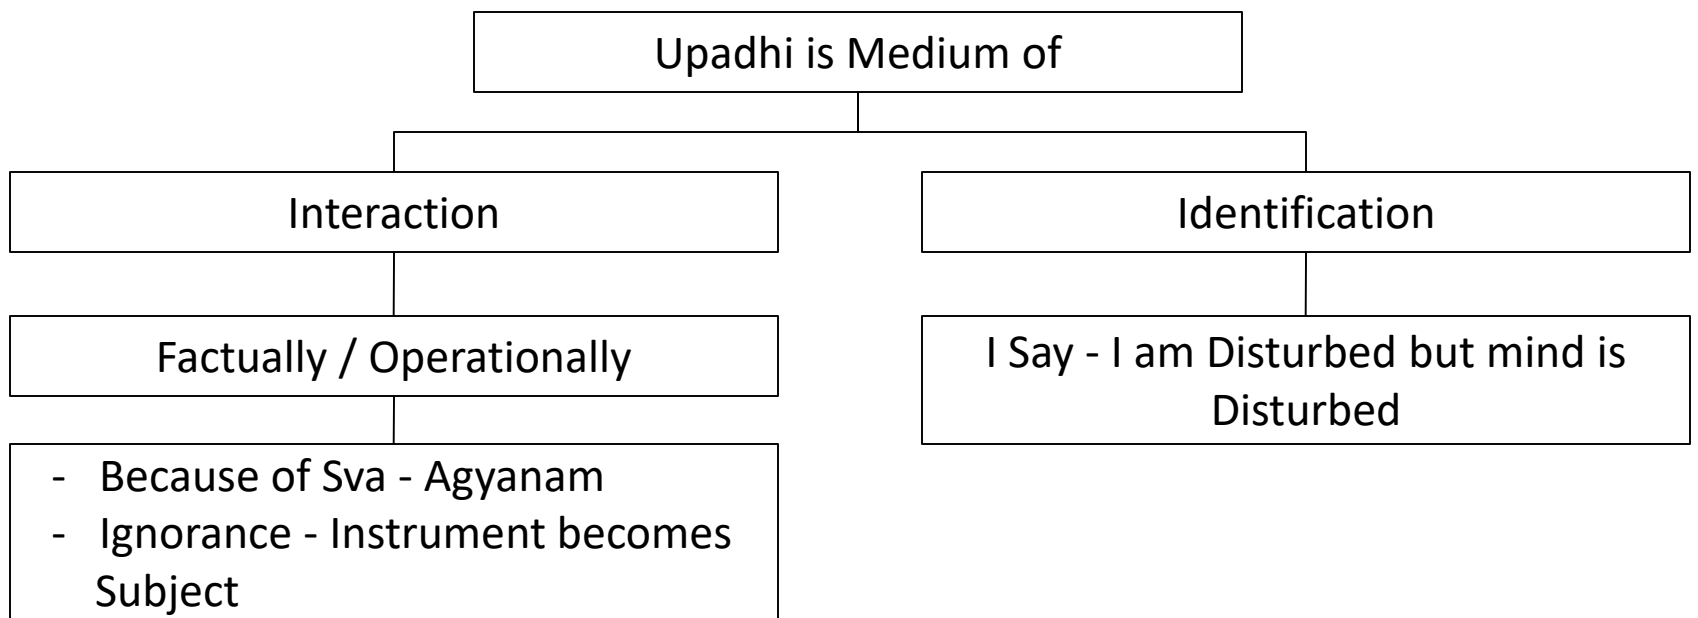 Upadhi is Medium of
Interaction
Identification
Factually / Operationally
I Say - I am Disturbed but mind is
Disturbed
- Because of Sva - Agyanam
- Ignorance - Instrument becomes
Subject